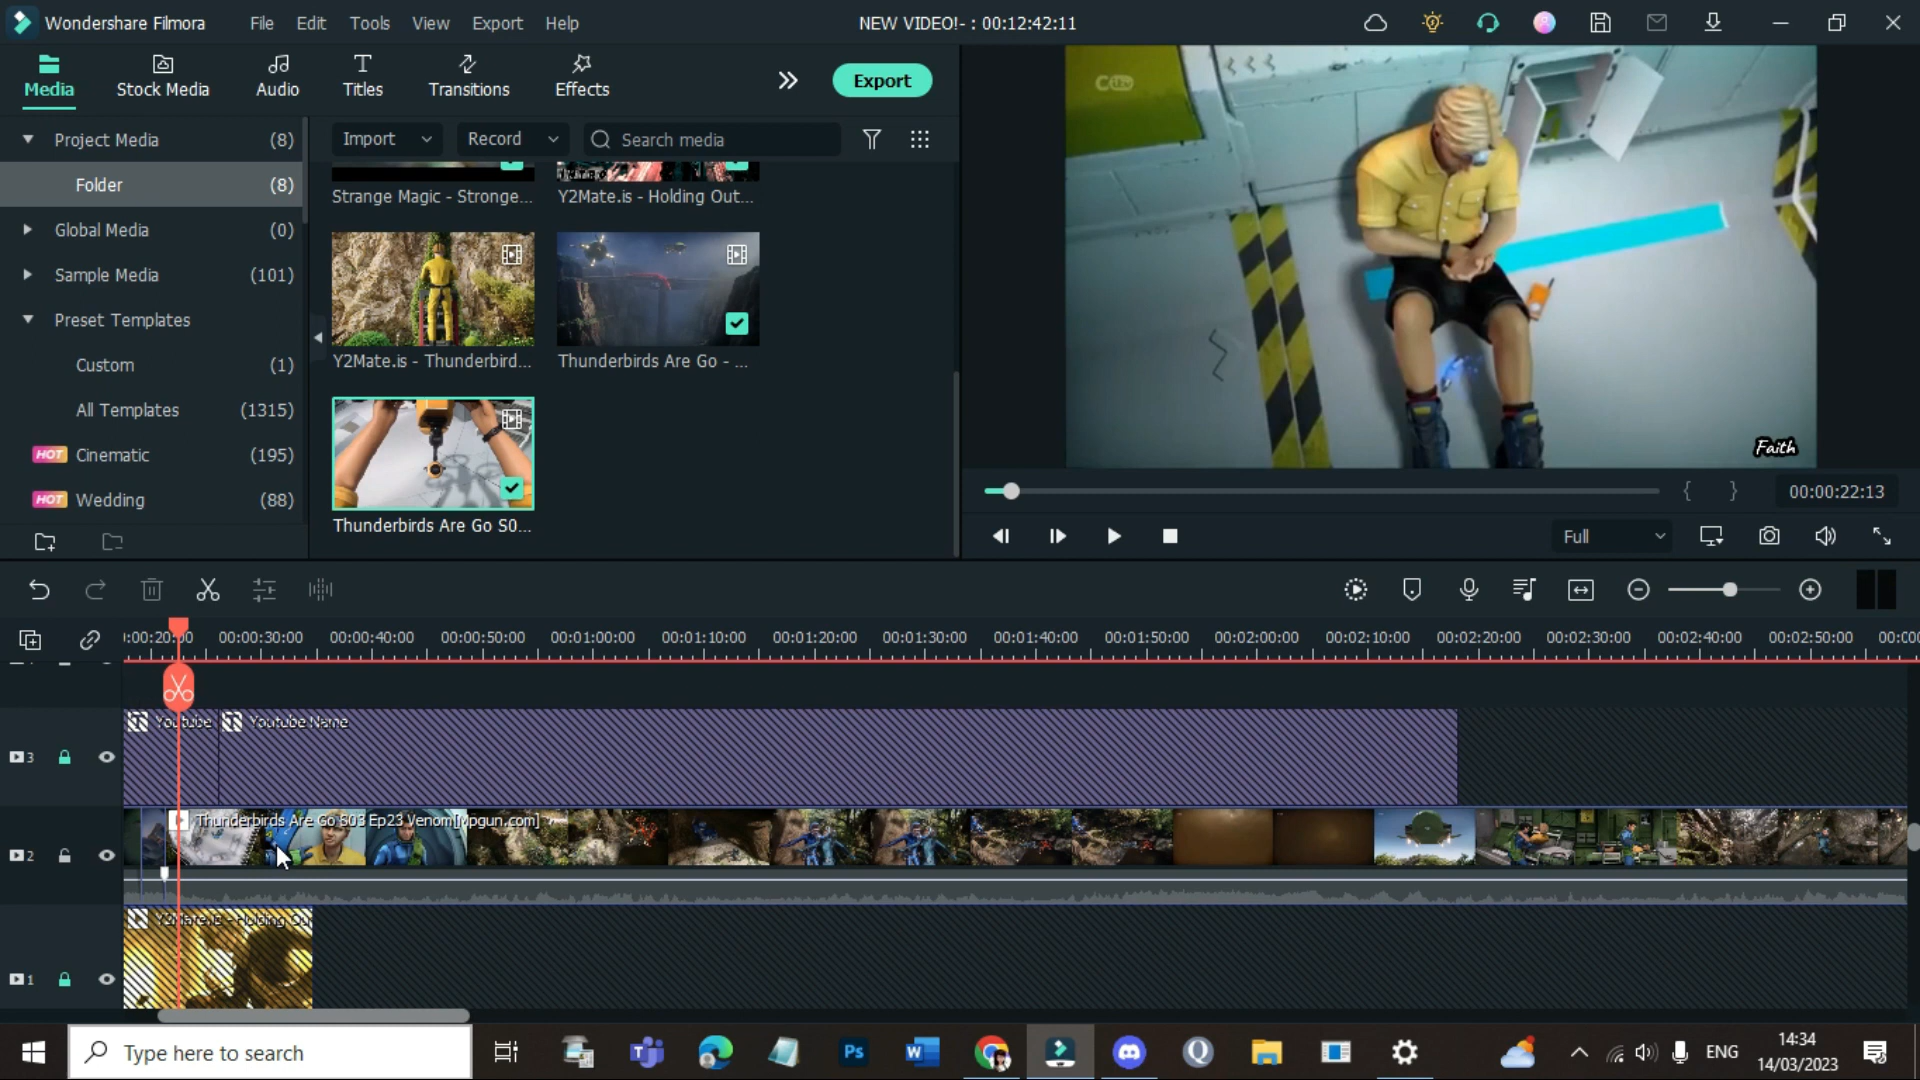 Wondershare Filmora
File Edit Tools View Export Help
NEW VIDEO!- : 00:12:42:11
Media
Stock Media
Audio
Titles
Transitions
Effects
Export
Project Media (8)
Folder (8)
Global Media (0)
Sample Media (101)
Preset Templates
Custom (1)
All Templates (1315)
HOT Cinematic (195)
HOT Wedding (88)
Import
Record
Search media
Strange Magic - Stronge...
Y2Mate.is - Holding Out...
Y2Mate.is - Thunderbird...
Thunderbirds Are Go - ...
Thunderbirds Are Go S0...
citv
Faith
00:00:22:13
Full
:00:20:00 00:00:30:00 00:00:40:00 00:00:50:00 00:01:00:00 00:01:10:00 00:01:20:00 00:01:30:00 00:01:40:00 00:01:50:00 00:02:00:00 00:02:10:00 00:02:20:00 00:02:30:00 00:02:40:00 00:02:50:00 00:00
Youtube
Youtube Name
3
Thunderbirds Are Go S03 Ep23 Venom[Mpgun.com]
2
Y2Mate.is - Holding Ou
1
Type here to search
Ps
W
ENG
14:34
14/03/2023